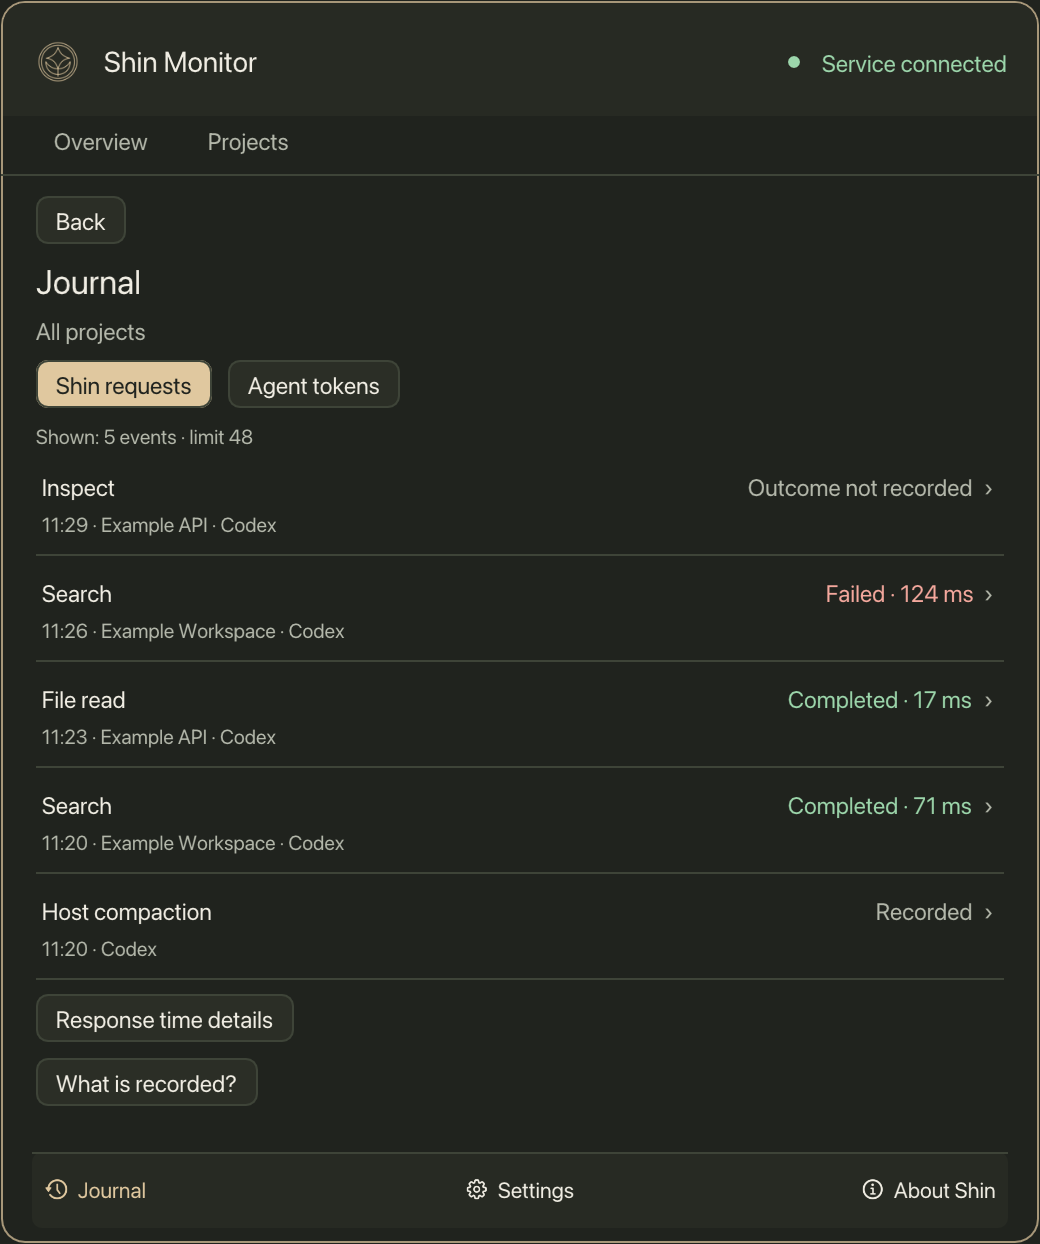 Shin Monitor
Service connected
Overview
Projects
Back
Journal
All projects
Shin requests
Agent tokens
Shown: 5 events · limit 48
Inspect
Outcome not recorded ›
11:29 · Example API · Codex
Search
Failed · 124 ms ›
11:26 · Example Workspace · Codex
File read
Completed · 17 ms ›
11:23 · Example API · Codex
Search
Completed · 71 ms ›
11:20 · Example Workspace · Codex
Host compaction
Recorded ›
11:20 · Codex
Response time details
What is recorded?
Journal
Settings
About Shin